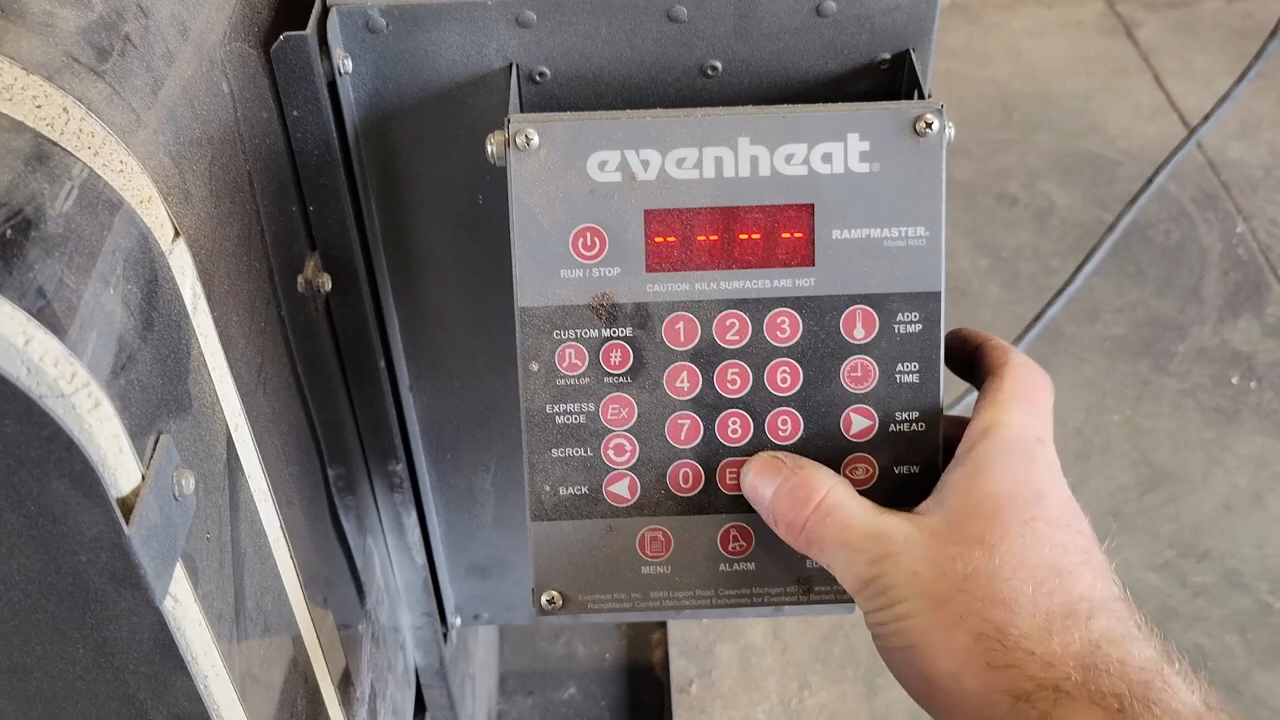 evenheat®
-- -- -- --
RAMPMASTER®
Model RM3
RUN / STOP
CAUTION: KILN SURFACES ARE HOT
CUSTOM MODE
DEVELOP
#
RECALL
1 2 3
ADD
TEMP
4 5 6
ADD
TIME
EXPRESS
MODE
Ex
7 8 9
SKIP
AHEAD
SCROLL
BACK
0 E
VIEW
MENU
ALARM
Evenheat Kiln, Inc. 6949 Legion Road, Caseville Michigan
RampMaster Control Manufactured Exclusively for Evenheat by Bartlett